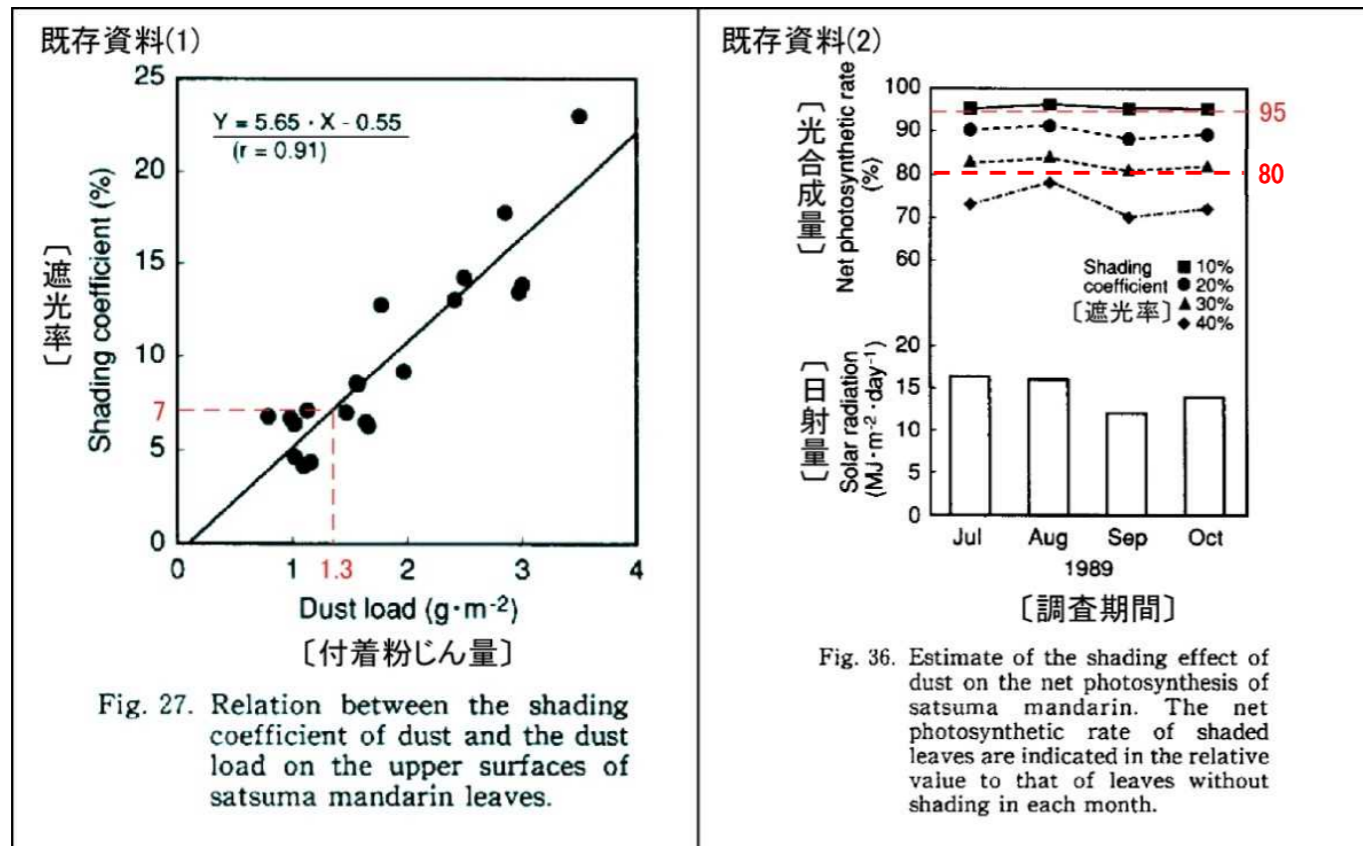 既存資料(1)
25
20
15
10
5
0
Y = 5.65 · X - 0.55
(r = 0.91)
〔遮光率〕
Shading coefficient (%)
7
0
1
1.3
2
3
4
Dust load (g·m-2)
〔付着粉じん量〕
Fig. 27. Relation between the shading
coefficient of dust and the dust
load on the upper surfaces of
satsuma mandarin leaves.
既存資料(2)
100
90
80
70
60
95
80
〔光合成量〕
Net photosynthetic rate
(%)
Shading
coefficient
〔遮光率〕
10%
20%
30%
40%
20
15
10
5
0
〔日射量〕
Solar radiation
(MJ·m-2·day-1)
Jul
Aug
Sep
Oct
1989
〔調査期間〕
Fig. 36. Estimate of the shading effect of
dust on the net photosynthesis of
satsuma mandarin. The net
photosynthetic rate of shaded
leaves are indicated in the relative
value to that of leaves without
shading in each month.